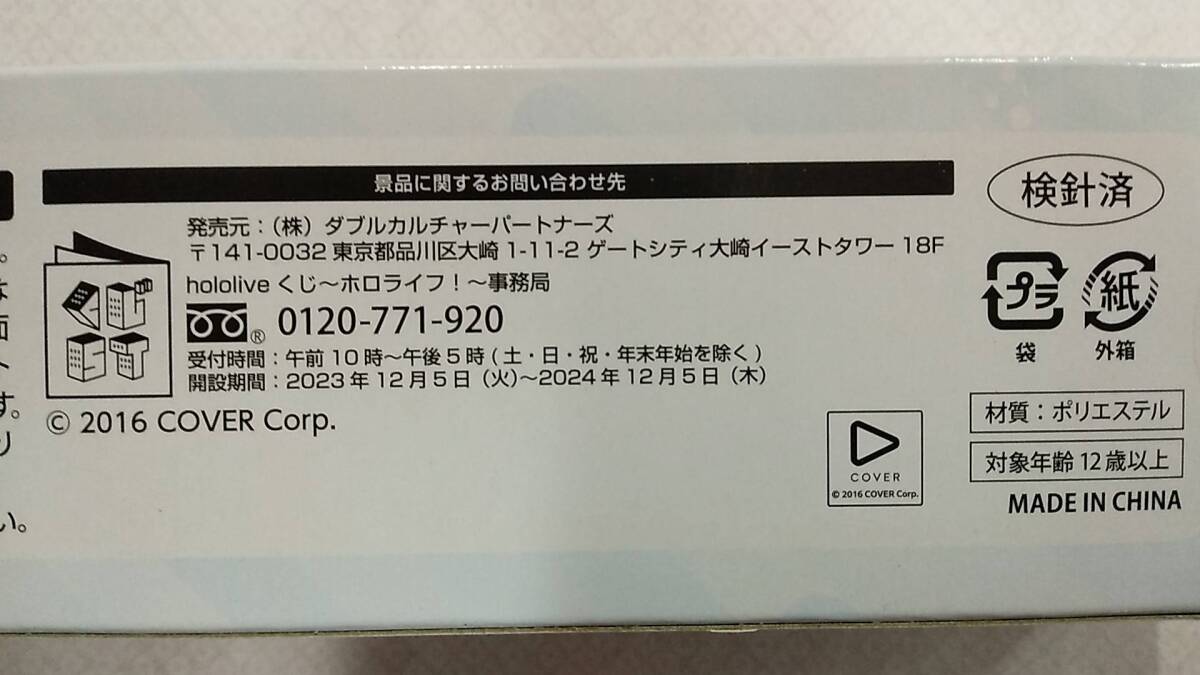 景品に関するお問い合わせ先
発売元：（株）ダブルカルチャーパートナーズ
〒141-0032 東京都品川区大崎 1-11-2 ゲートシティ大崎イーストタワー 18F
hololive くじ～ホロライフ！～事務局
® 0120-771-920
受付時間：午前 10 時～午後 5 時 ( 土・日・祝・年末年始を除く )
開設期間：2023 年 12 月 5 日（火）～2024 年 12 月 5 日（木）
© 2016 COVER Corp.
COVER
© 2016 COVER Corp.
検針済
プラ
袋
紙
外箱
材質：ポリエステル
対象年齢 12 歳以上
MADE IN CHINA
す。
り
い。